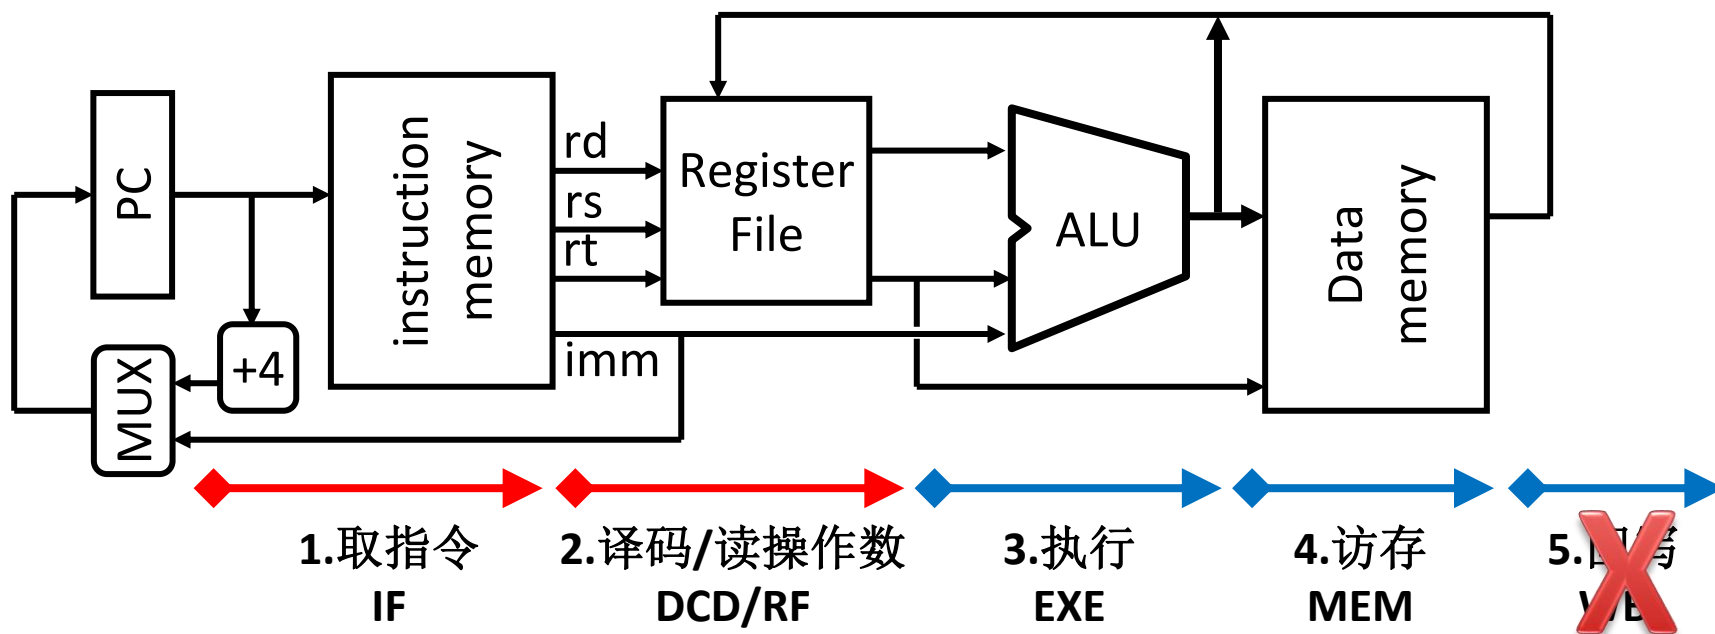 PC
MUX
+4
instruction
memory
rd
rs
rt
imm
Register
File
ALU
Data
memory
1.取指令
IF
2.译码/读操作数
DCD/RF
3.执行
EXE
4.访存
MEM
5.